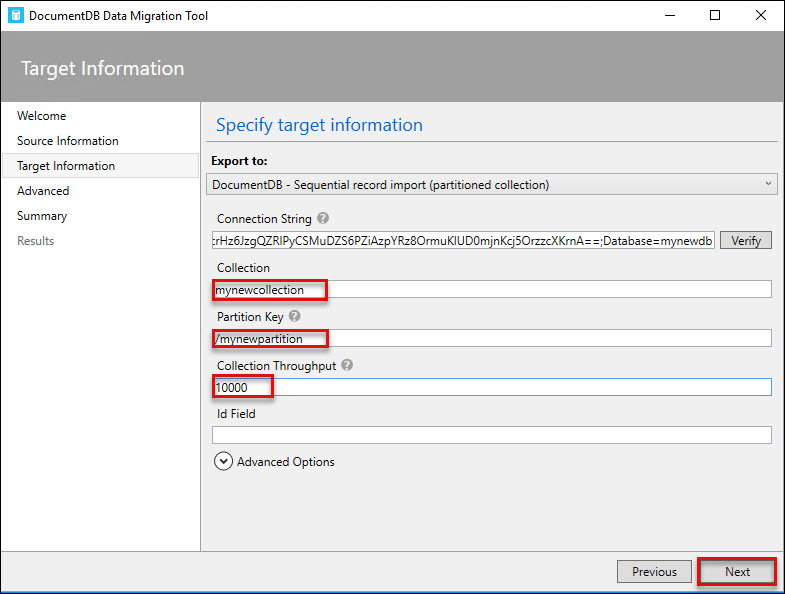 DocumentDB Data Migration Tool
Target Information
Welcome
Source Information
Target Information
Advanced
Summary
Results
Specify target information
Export to:
DocumentDB - Sequential record import (partitioned collection)
Connection String ?
:rHz6JzgQZRlPyCSMuDZS6PZiAzpYRz8OrmuKlUD0mjnKcj5OrzzcXKrnA==;Database=mynewdb Verify
Collection
mynewcollection
Partition Key ?
/mynewpartition
Collection Throughput ?
10000
Id Field
Advanced Options
Previous Next